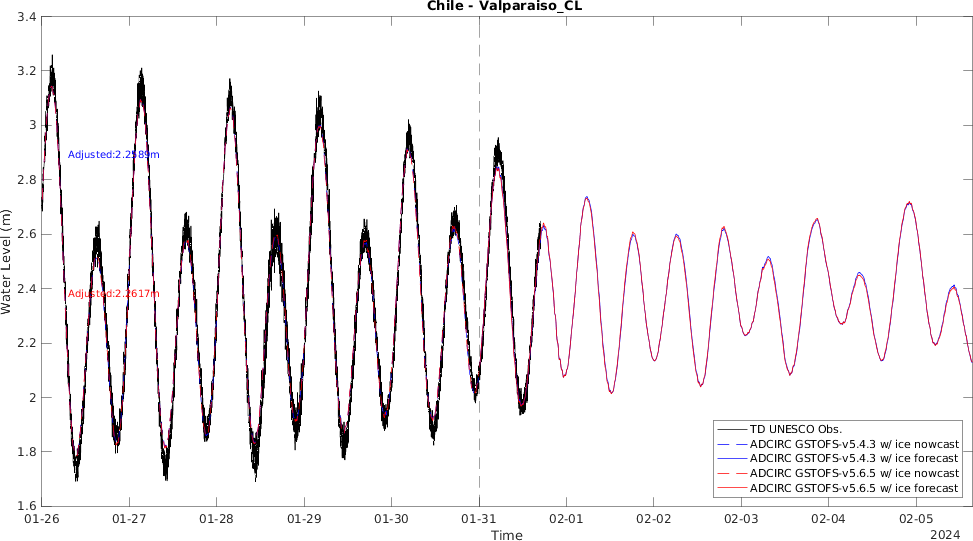 Chile - Valparaiso_CL
3.4
3.2
3
2.8
2.6
2.4
2.2
2
1.8
1.6
Water Level (m)
Adjusted:2.2589m
Adjusted:2.2617m
TD UNESCO Obs.
ADCIRC GSTOFS-v5.4.3 w/ ice nowcast
ADCIRC GSTOFS-v5.4.3 w/ ice forecast
ADCIRC GSTOFS-v5.6.5 w/ ice nowcast
ADCIRC GSTOFS-v5.6.5 w/ ice forecast
01-26 01-27 01-28 01-29 01-30 01-31 02-01 02-02 02-03 02-04 02-05
Time
2024